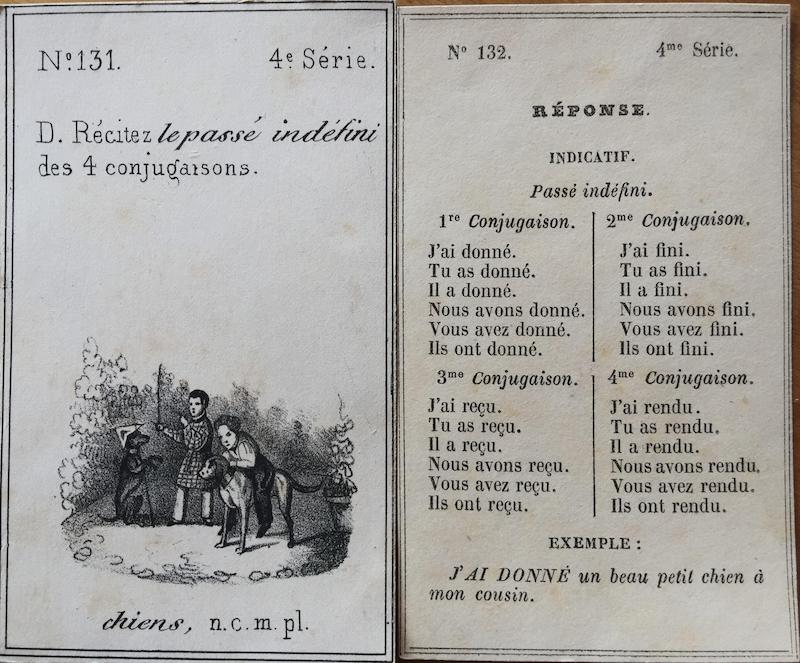 Nº 131. 4e Série.
D. Récitez le passé indéfini
des 4 conjugaisons.
chiens, n.c.m.pl.
Nº 132. 4me Série.
RÉPONSE.
INDICATIF.
Passé indéfini.
1re Conjugaison.
J'ai donné.
Tu as donné.
Il a donné.
Nous avons donné.
Vous avez donné.
Ils ont donné.
2me Conjugaison.
J'ai fini.
Tu as fini.
Il a fini.
Nous avons fini.
Vous avez fini.
Ils ont fini.
3me Conjugaison.
J'ai reçu.
Tu as reçu.
Il a reçu.
Nous avons reçu.
Vous avez reçu.
Ils ont reçu.
4me Conjugaison.
J'ai rendu.
Tu as rendu.
Il a rendu.
Nous avons rendu.
Vous avez rendu.
Ils ont rendu.
EXEMPLE :
J'AI DONNÉ un beau petit chien à
mon cousin.